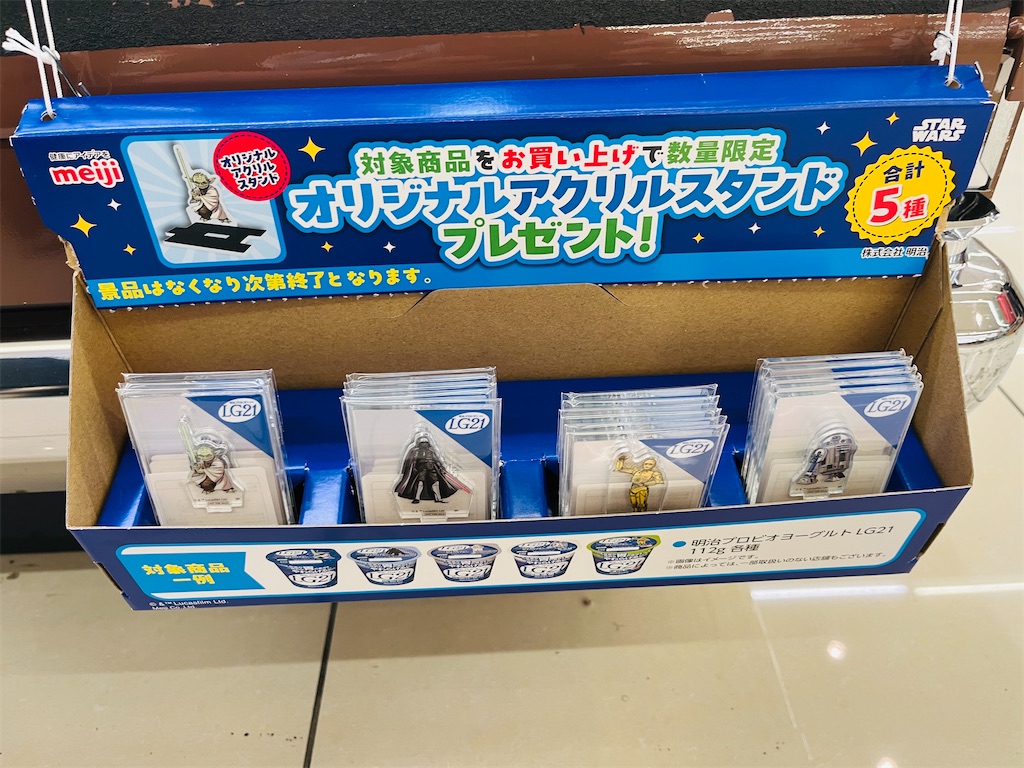 健康にアイデアを
meiji
オリジナル
アクリル
スタンド
対象商品をお買い上げで数量限定
オリジナルアクリルスタンド
プレゼント!
STAR
WARS
合計
5種
株式会社 明治
景品はなくなり次第終了となります。
LG21
LG21
LG21
LG21
対象商品
一例
LG21
LG21
LG21
LG21
LG21
● 明治プロビオヨーグルト LG21
112g 各種
※画像はイメージです。
※商品によっては、一部取扱いのない店舗もございます。
© & ™ Lucasfilm Ltd.